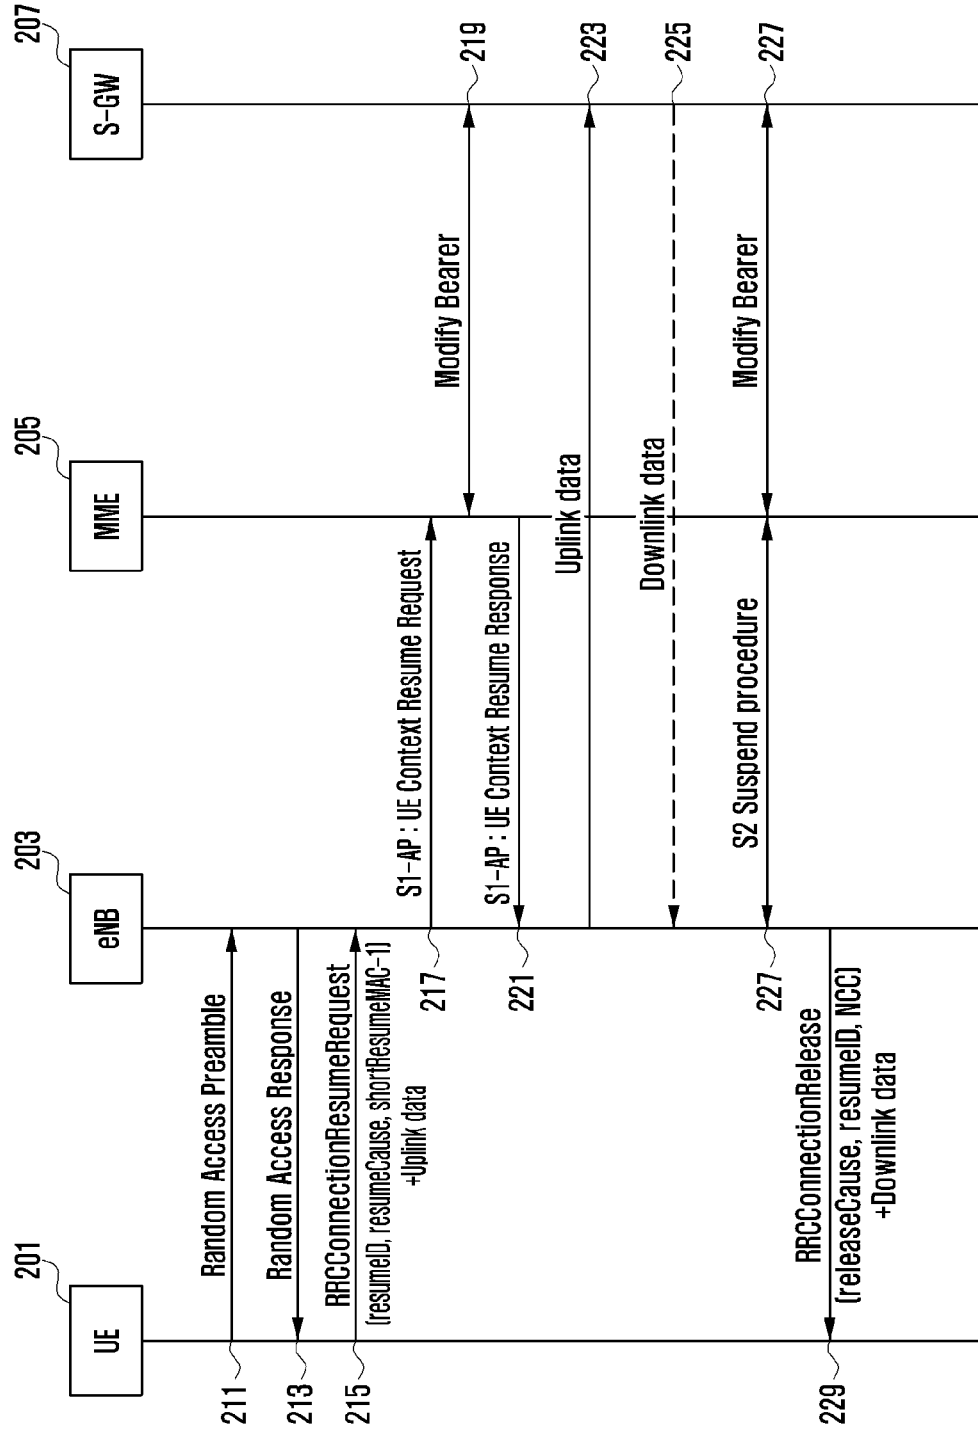 201
203
205
207
UE
eNB
MME
S-GW
211
Random Access Preamble
213
Random Access Response
215
RRCConnectionResumeRequest
(resumeID, resumeCause, shortResumeMAC-1)
+Uplink data
217
S1-AP : UE Context Resume Request
Modify Bearer
219
221
S1-AP : UE Context Resume Response
Uplink data
223
Downlink data
225
227
S2 Suspend procedure
Modify Bearer
227
229
RRCConnectionRelease
(releaseCause, resumeID, NCC)
+Downlink data